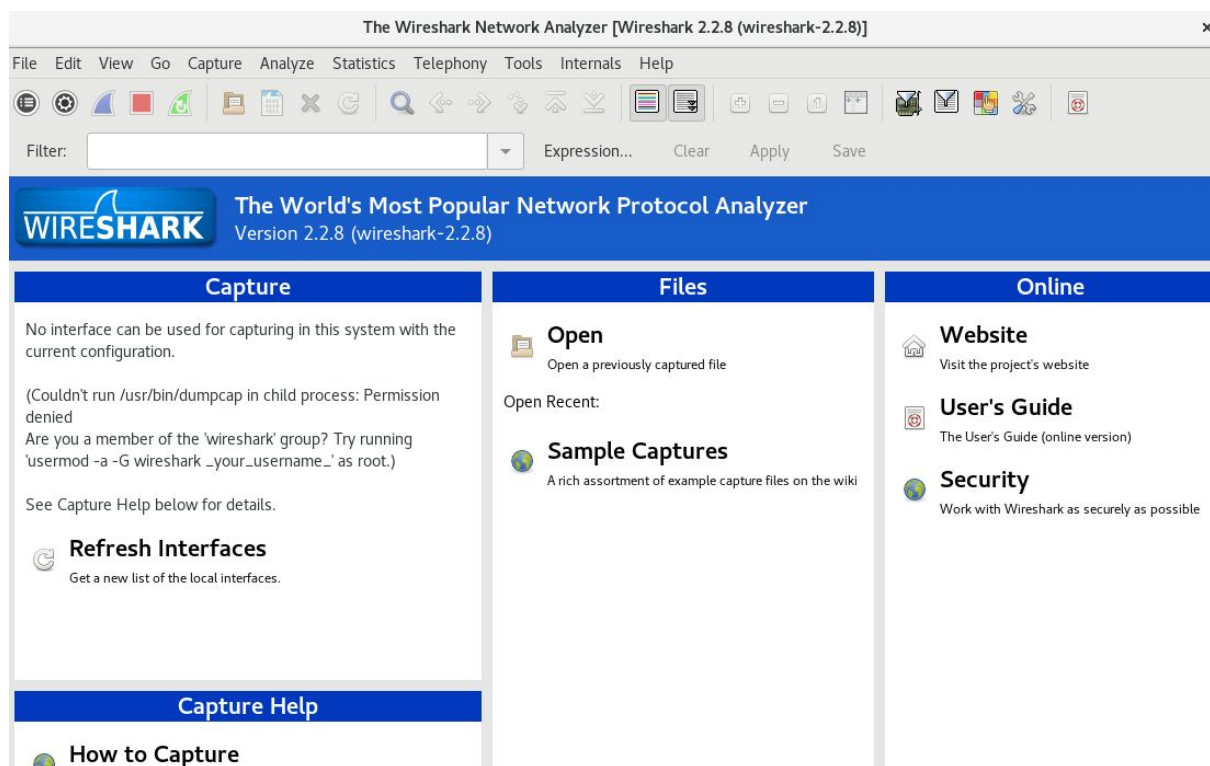 The Wireshark Network Analyzer [Wireshark 2.2.8 (wireshark-2.2.8)]
File Edit View Go Capture Analyze Statistics Telephony Tools Internals Help
Filter: Expression... Clear Apply Save
WIRESHARK
The World's Most Popular Network Protocol Analyzer
Version 2.2.8 (wireshark-2.2.8)
Capture
No interface can be used for capturing in this system with the
current configuration.
(Couldn't run /usr/bin/dumpcap in child process: Permission
denied
Are you a member of the 'wireshark' group? Try running
'usermod -a -G wireshark _your_username_' as root.)
See Capture Help below for details.
Refresh Interfaces
Get a new list of the local interfaces.
Capture Help
How to Capture
Files
Open
Open a previously captured file
Open Recent:
Sample Captures
A rich assortment of example capture files on the wiki
Online
Website
Visit the project's website
User's Guide
The User's Guide (online version)
Security
Work with Wireshark as securely as possible